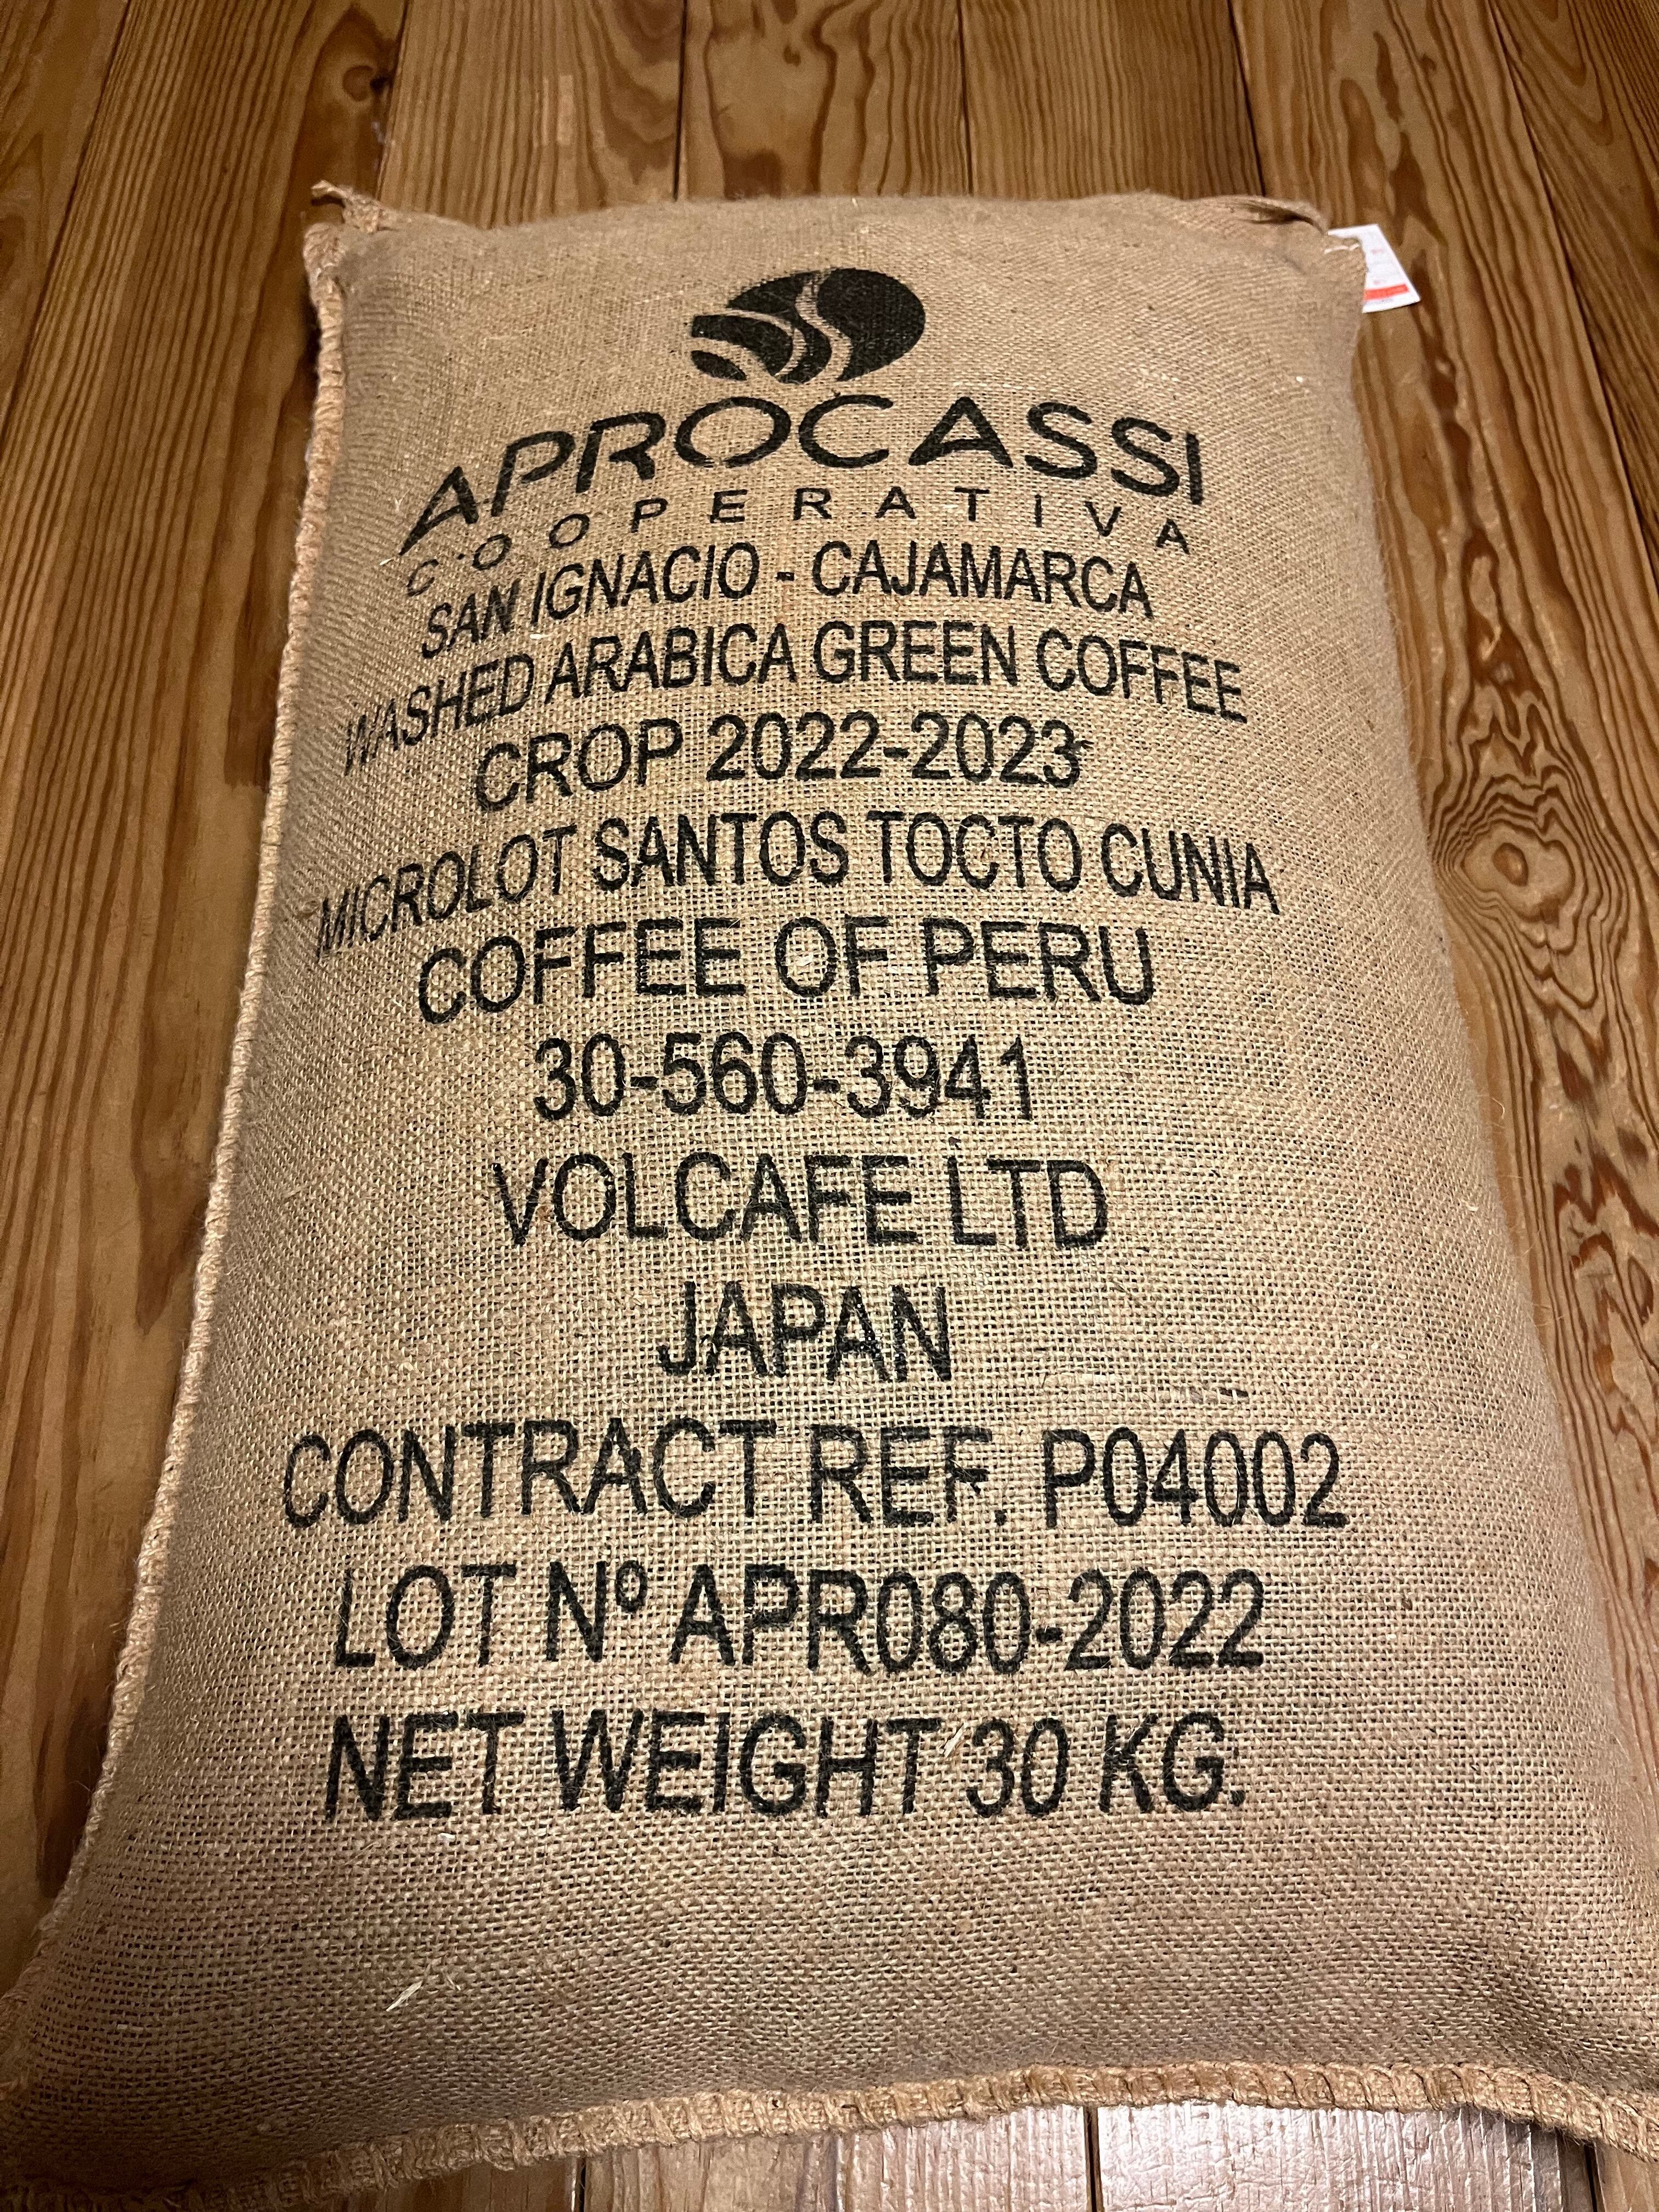 APROCASSI
COOPERATIVA
SAN IGNACIO - CAJAMARCA
WASHED ARABICA GREEN COFFEE
CROP 2022-2023
MICROLOT SANTOS TOCTO CUNIA
COFFEE OF PERU
30-560-3941
VOLCAFE LTD
JAPAN
CONTRACT REF. P04002
LOT Nº APR080-2022
NET WEIGHT 30 KG.